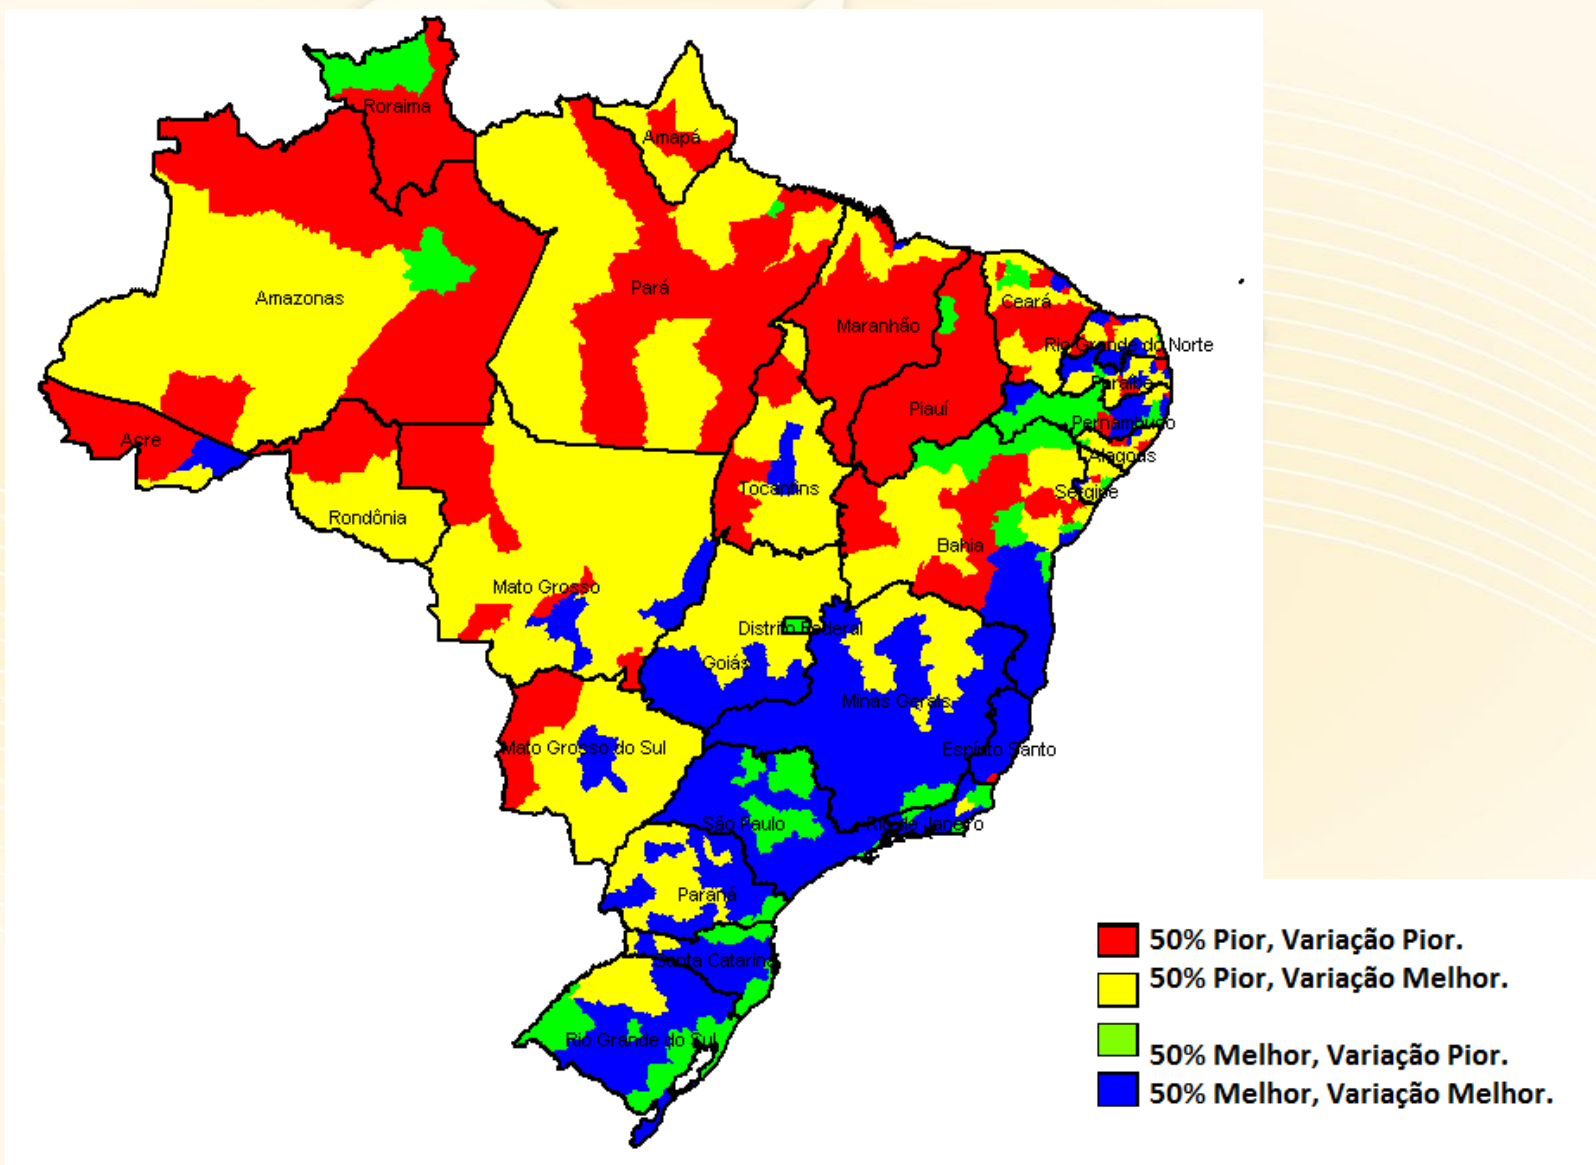 Roraima
Amapá
Amazonas
Pará
Maranhão
Ceará
Rio Grande do Norte
Paraíba
Piauí
Pernambuco
Acre
Alagoas
Tocantins
Sergipe
Rondônia
Bahia
Mato Grosso
Distrito Federal
Goiás
Minas Gerais
Mato Grosso do Sul
Espírito Santo
São Paulo
Rio de Janeiro
Paraná
Santa Catarina
Rio Grande do Sul
50% Pior, Variação Pior.
50% Pior, Variação Melhor.
50% Melhor, Variação Pior.
50% Melhor, Variação Melhor.